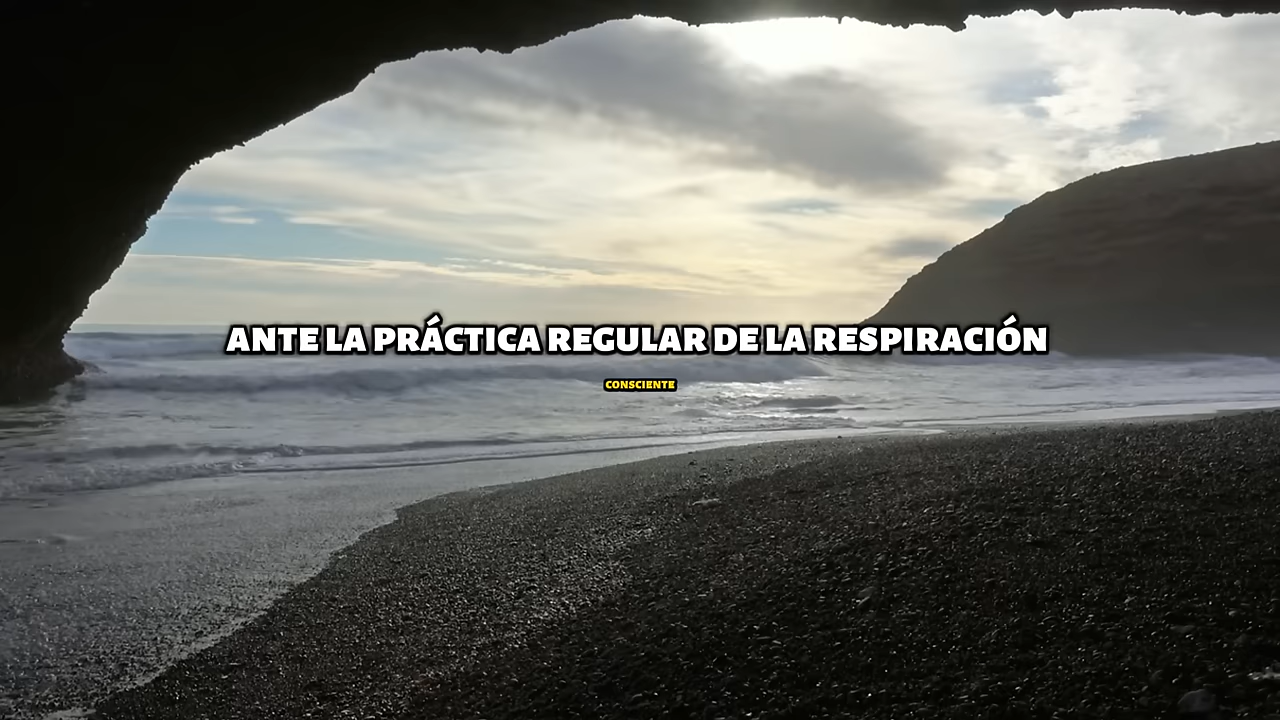 ANTE LA PRÁCTICA REGULAR DE LA RESPIRACIÓN
CONSCIENTE